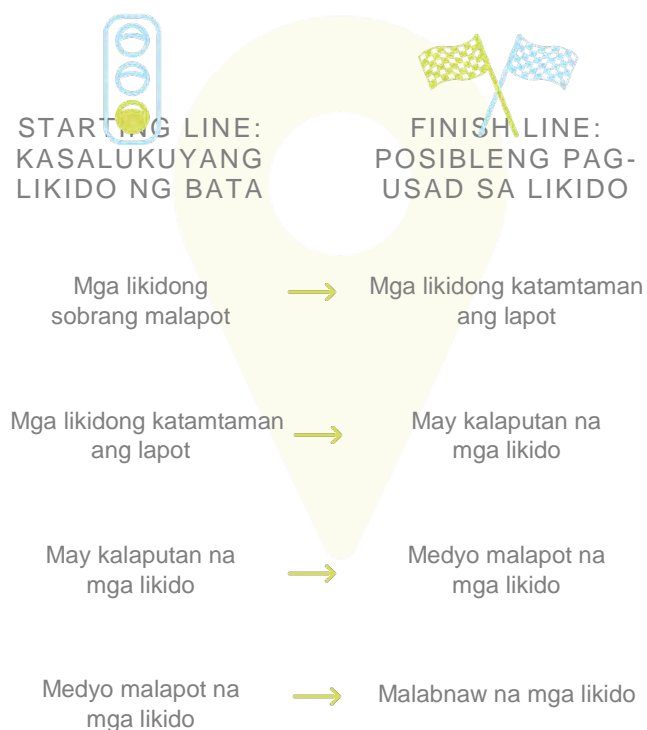 STARTING LINE:
KASALUKUYANG
LIKIDO NG BATA
FINISH LINE:
POSIBLENG PAG-
USAD SA LIKIDO
Mga likidong
sobrang malapot
Mga likidong katamtaman
ang lapot
Mga likidong katamtaman
ang lapot
May kalaputan na
mga likido
May kalaputan na
mga likido
Medyo malapot na
mga likido
Medyo malapot na
mga likido
Malabnaw na mga likido